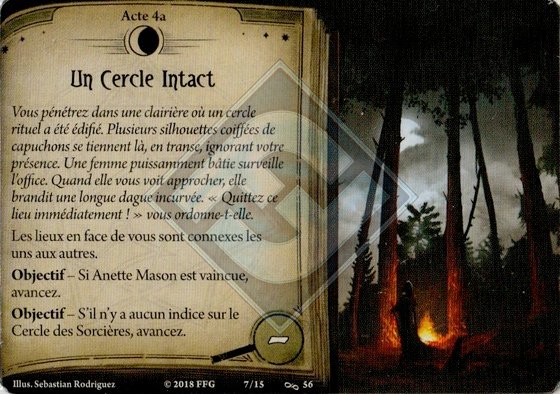 Acte 4a
Un Cercle Intact
Vous pénétrez dans une clairière où un cercle
rituel a été édifié. Plusieurs silhouettes coiffées de
capuchons se tiennent là, en transe, ignorant votre
présence. Une femme puissamment bâtie surveille
l'office. Quand elle vous voit approcher, elle
brandit une longue dague incurvée. « Quittez ce
lieu immédiatement ! » vous ordonne-t-elle.
Les lieux en face de vous sont connexes les
uns aux autres.
Objectif – Si Anette Mason est vaincue,
avancez.
Objectif – S'il n'y a aucun indice sur le
Cercle des Sorcières, avancez.
–
Illus. Sebastian Rodriguez © 2018 FFG 7/15 56